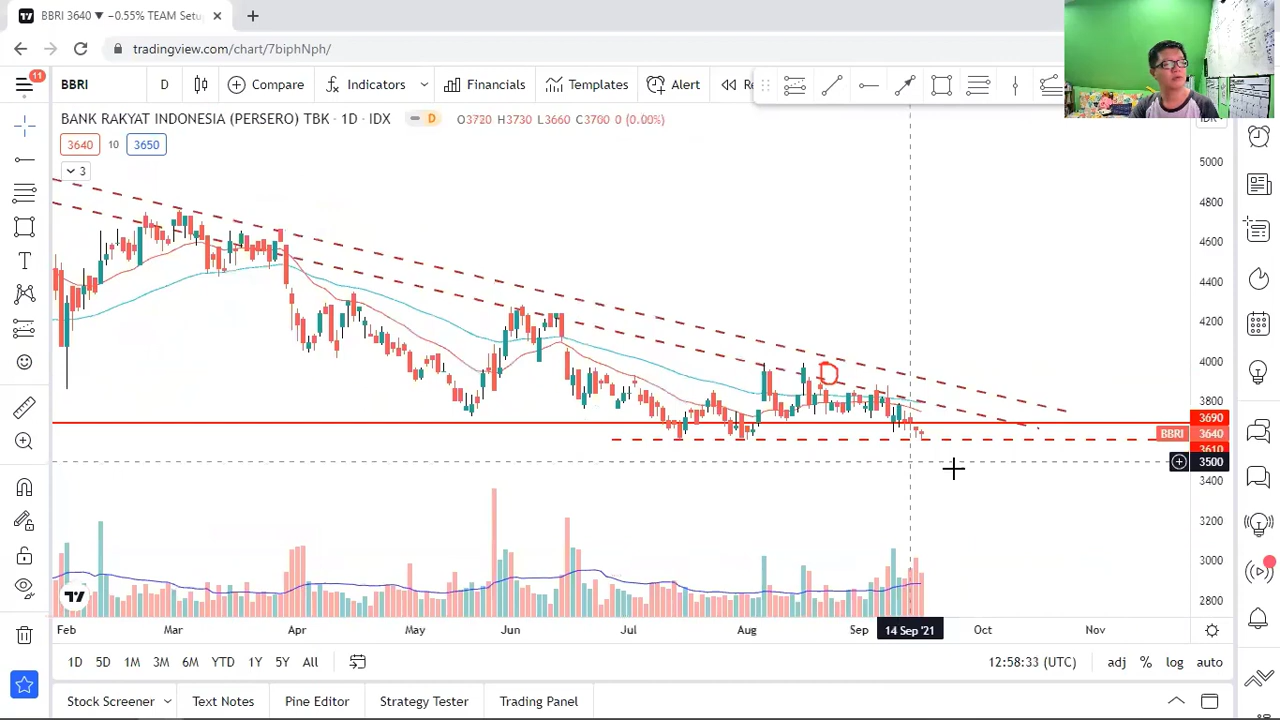 BBRI 3640 ▼ −0.55% TEAM Setu
tradingview.com/chart/7biphNph/
11
BBRI
D
Compare
Indicators
Financials
Templates
Alert
Re
BANK RAKYAT INDONESIA (PERSERO) TBK · 1D · IDX
D
O3720 H3730 L3660 C3700 0 (0.00%)
3640
10
3650
3
5000
4800
4600
4400
4200
4000
3800
3690
BBRI
3640
3610
3500
3400
3200
3000
2800
D
Feb
Mar
Apr
May
Jun
Jul
Aug
Sep
14 Sep '21
Oct
Nov
1D
5D
1M
3M
6M
YTD
1Y
5Y
All
12:58:33 (UTC)
adj
%
log
auto
Stock Screener
Text Notes
Pine Editor
Strategy Tester
Trading Panel